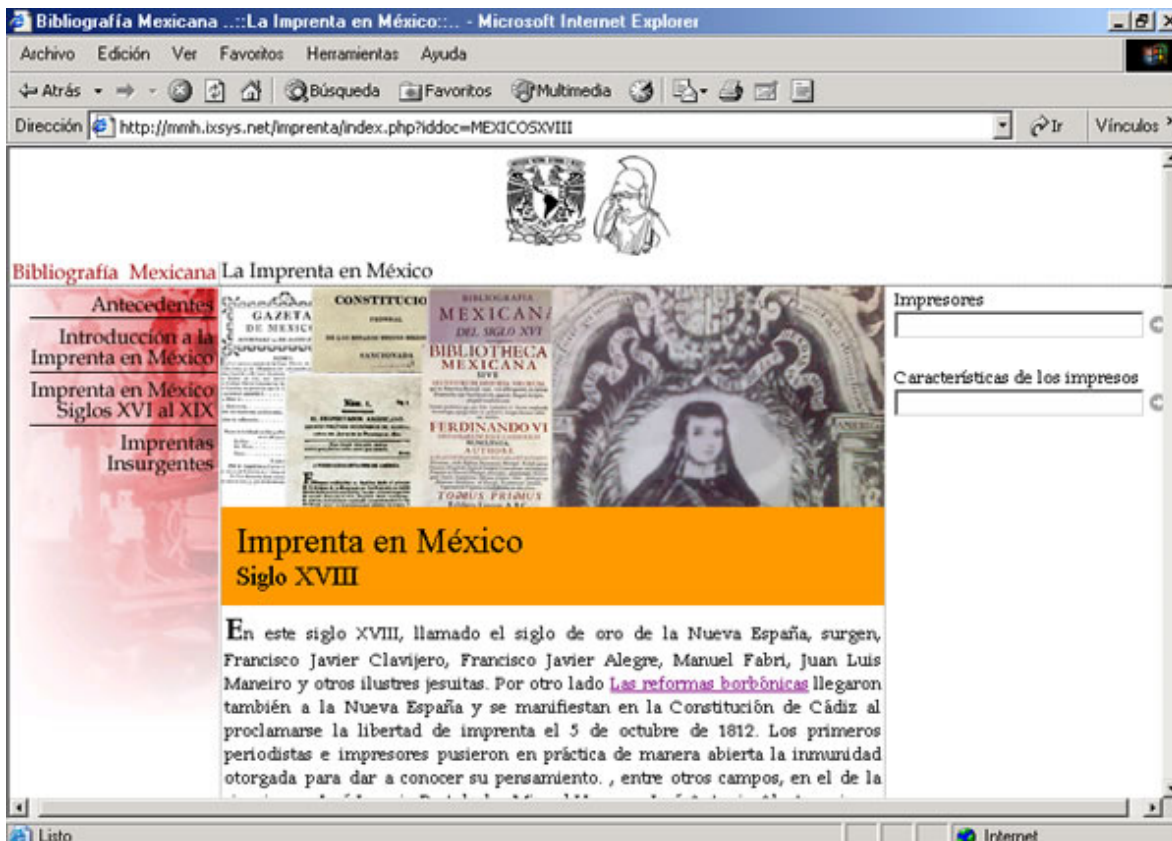 Bibliografía Mexicana ..::La Imprenta en México::.. - Microsoft Internet Explorer
Archivo Edición Ver Favoritos Herramientas Ayuda
Atrás Búsqueda Favoritos Multimedia
Dirección http://mmh.ixsys.net/imprenta/index.php?iddoc=MEXICOSXVIII Ir Vínculos
Bibliografía Mexicana La Imprenta en México
Antecedentes
Introducción a la
Imprenta en México
Imprenta en México
Siglos XVI al XIX
Imprentas
Insurgentes
GAZETA
DE MEXICO
CONSTITUCIO
FEDERAL
SANCIONADA
Núm. 1.
BIBLIOGRAFIA
MEXICANA
DEL SIGLO XVI
BIBLIOTHECA
MEXICANA
SIVE
FERDINANDO VI
AUTHORE
TOMUS PRIMUS
Impresores
Características de los impresos
Imprenta en México
Siglo XVIII
En este siglo XVIII, llamado el siglo de oro de la Nueva España, surgen,
Francisco Javier Clavijero, Francisco Javier Alegre, Manuel Fabri, Juan Luis
Maneiro y otros ilustres jesuitas. Por otro lado Las reformas borbónicas llegaron
también a la Nueva España y se manifiestan en la Constitución de Cádiz al
proclamarse la libertad de imprenta el 5 de octubre de 1812. Los primeros
periodistas e impresores pusieron en práctica de manera abierta la inmunidad
otorgada para dar a conocer su pensamiento. , entre otros campos, en el de la
Listo Internet